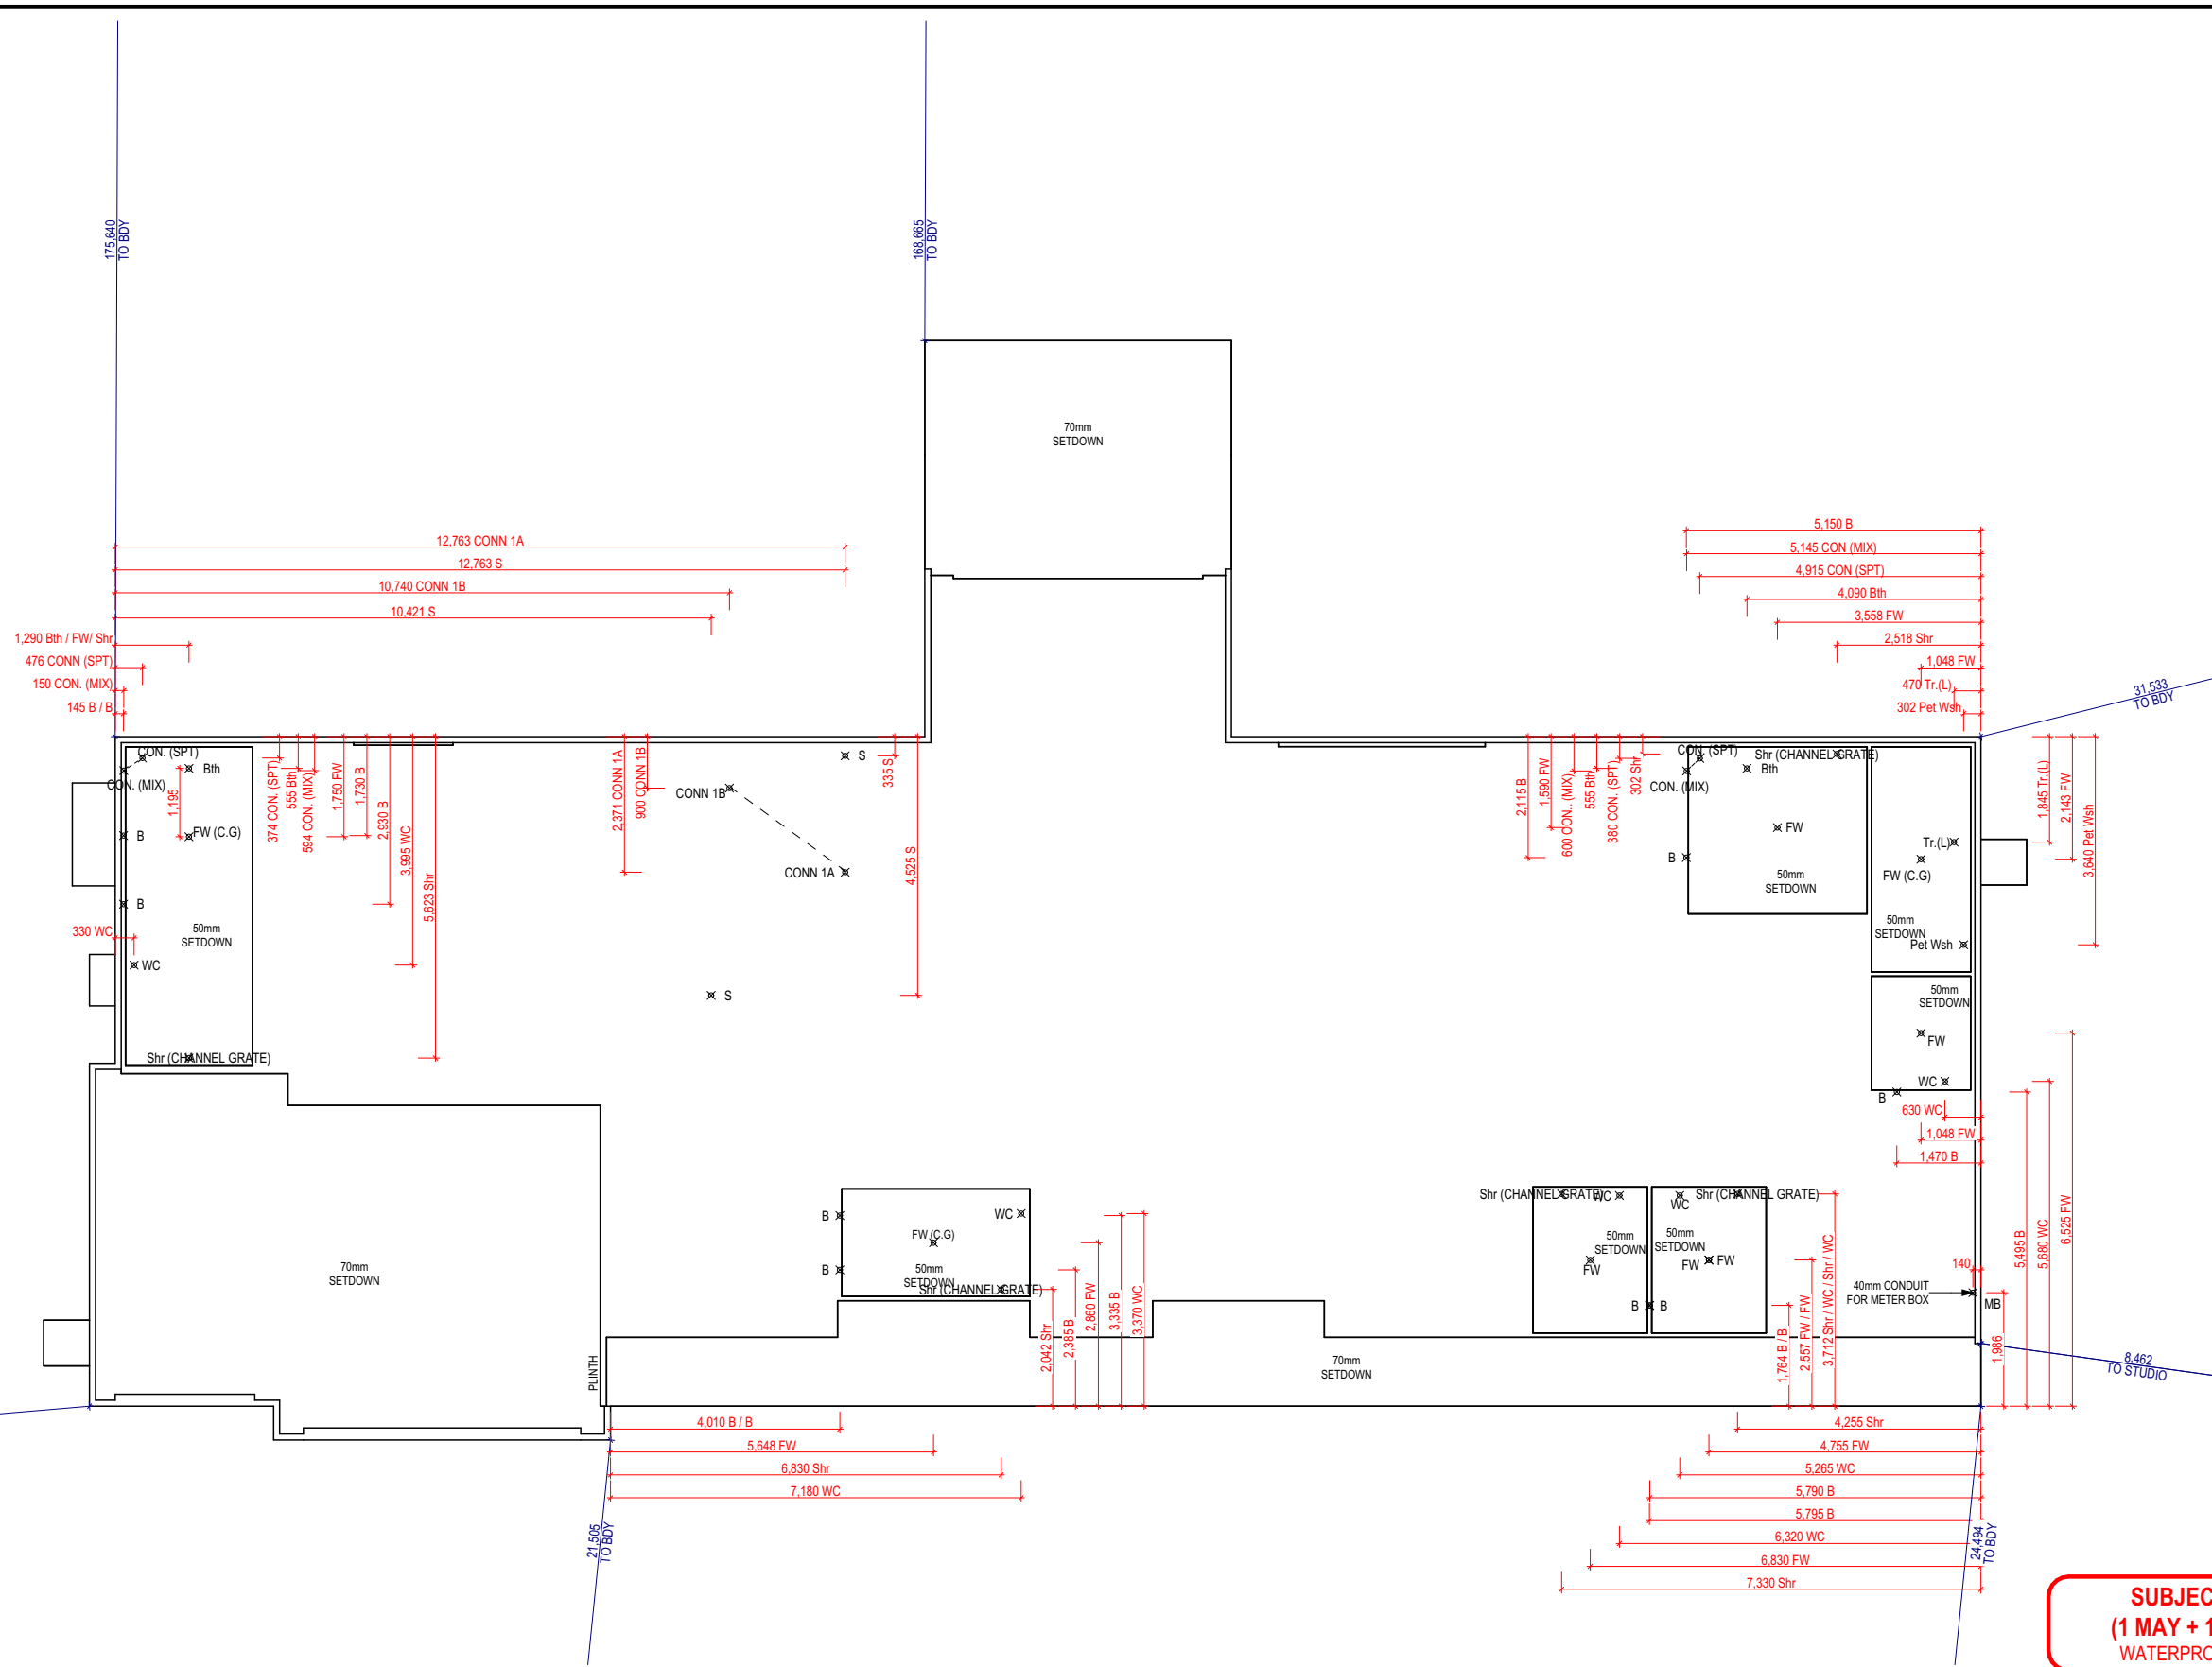 175,640
TO BDY
168,665
TO BDY
70mm
SETDOWN
12,763 CONN 1A
12,763 S
10,740 CONN 1B
10,421 S
1,290 Bth / FW/ Shr
476 CONN (SPT)
150 CON. (MIX)
145 B / B
5,150 B
5,145 CON (MIX)
4,915 CON (SPT)
4,090 Bth
3,558 FW
2,518 Shr
1,048 FW
470 Tr.(L)
302 Pet Wsh
31,533
TO BDY
CON. (SPT)
Bth
CON. (MIX)
1,195
B
FW (C.G)
B
50mm
SETDOWN
330 WC
WC
Shr (CHANNEL GRATE)
374 CON. (SPT)
555 Bth
594 CON. (MIX)
1,750 FW
1,730 B
2,930 B
3,995 WC
5,623 Shr
2,371 CONN 1A
900 CONN 1B
CONN 1B
CONN 1A
S
335 S
4,525 S
S
2,115 B
1,590 FW
600 CON. (MIX)
555 Bth
380 CON. (SPT)
302 Shr
CON. (SPT)
Shr (CHANNEL GRATE)
Bth
CON. (MIX)
FW
B
50mm
SETDOWN
Tr.(L)
FW (C.G)
50mm
SETDOWN
Pet Wsh
1,845 Tr.(L)
2,143 FW
3,640 Pet Wsh
50mm
SETDOWN
FW
WC
B
630 WC
1,048 FW
1,470 B
5,495 B
5,680 WC
6,525 FW
70mm
SETDOWN
PLINTH
B
WC
FW (C.G)
B
50mm
SETDOWN
Shr (CHANNEL GRATE)
2,042 Shr
2,385 B
2,860 FW
3,335 B
3,370 WC
Shr (CHANNEL GRATE)
WC
WC
Shr (CHANNEL GRATE)
50mm
SETDOWN
50mm
SETDOWN
FW
FW
FW
B
B
70mm
SETDOWN
1,764 B / B
2,557 FW / FW
3,712 Shr / WC / Shr / WC
140
40mm CONDUIT
FOR METER BOX
MB
1,986
8,462
TO STUDIO
4,010 B / B
5,648 FW
6,830 Shr
7,180 WC
4,255 Shr
4,755 FW
5,265 WC
5,790 B
5,795 B
6,320 WC
6,830 FW
7,330 Shr
21,505
TO BDY
24,494
TO BDY
SUBJEC
(1 MAY + 1
WATERPRO